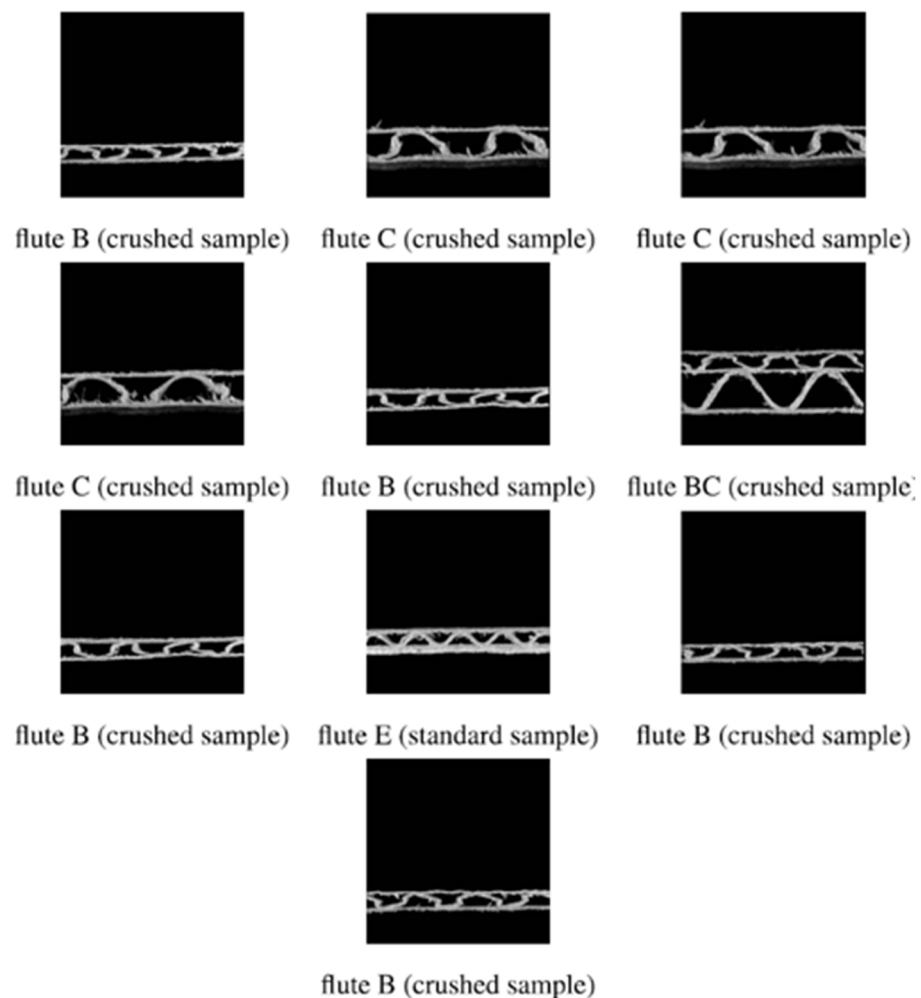 flute B (crushed sample) flute C (crushed sample) flute C (crushed sample)
flute C (crushed sample) flute B (crushed sample) flute BC (crushed sample)
flute B (crushed sample) flute E (standard sample) flute B (crushed sample)
flute B (crushed sample)